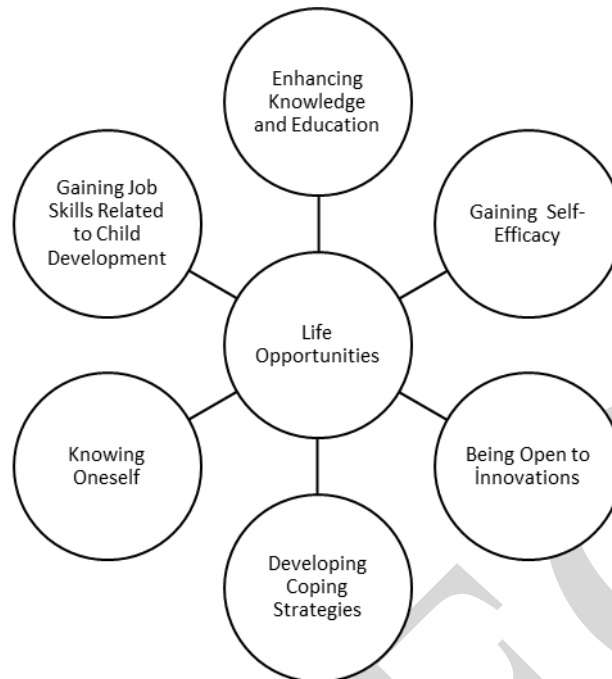 Enhancing
Knowledge
and Education
Gaining Job
Skills Related
to Child
Development
Gaining Self-
Efficacy
Life
Opportunities
Knowing
Oneself
Being Open to
İnnovations
Developing
Coping
Strategies